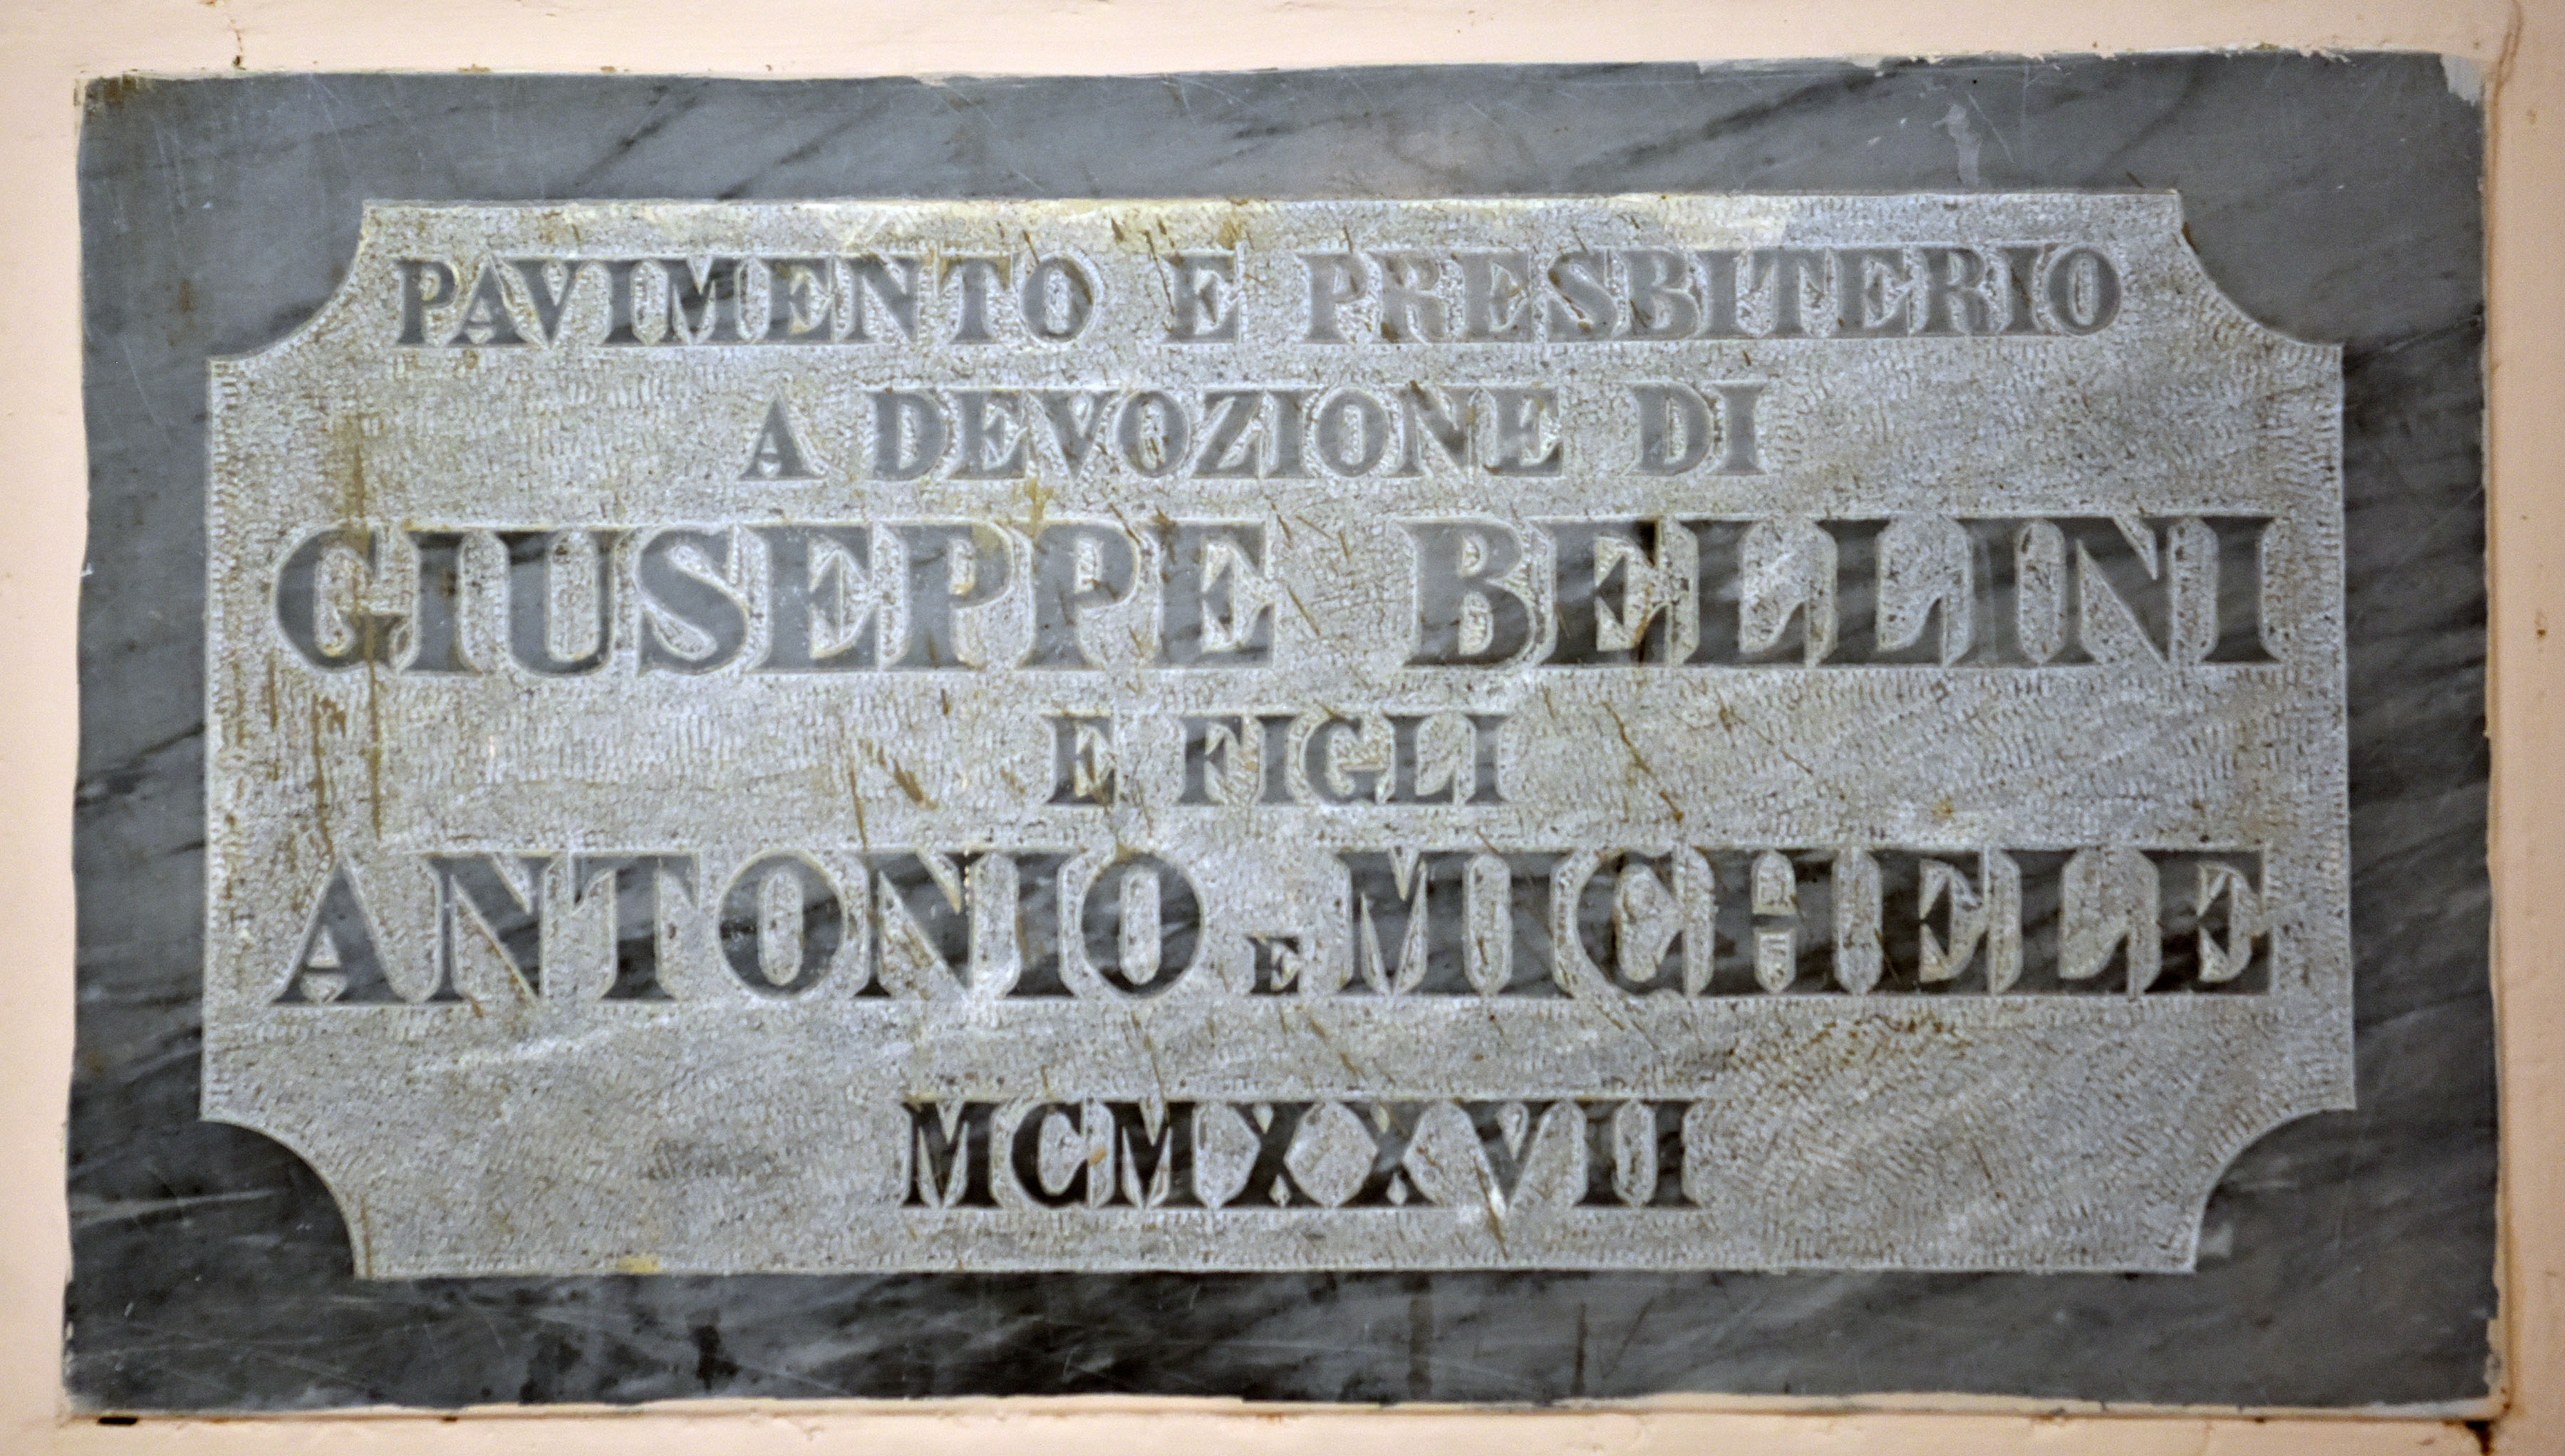 PAVIMENTO E PRESBITERIO
A DEVOZIONE DI
GIUSEPPE BELLINI
E FIGLI
ANTONIO E MICHELE
MCMXXVII